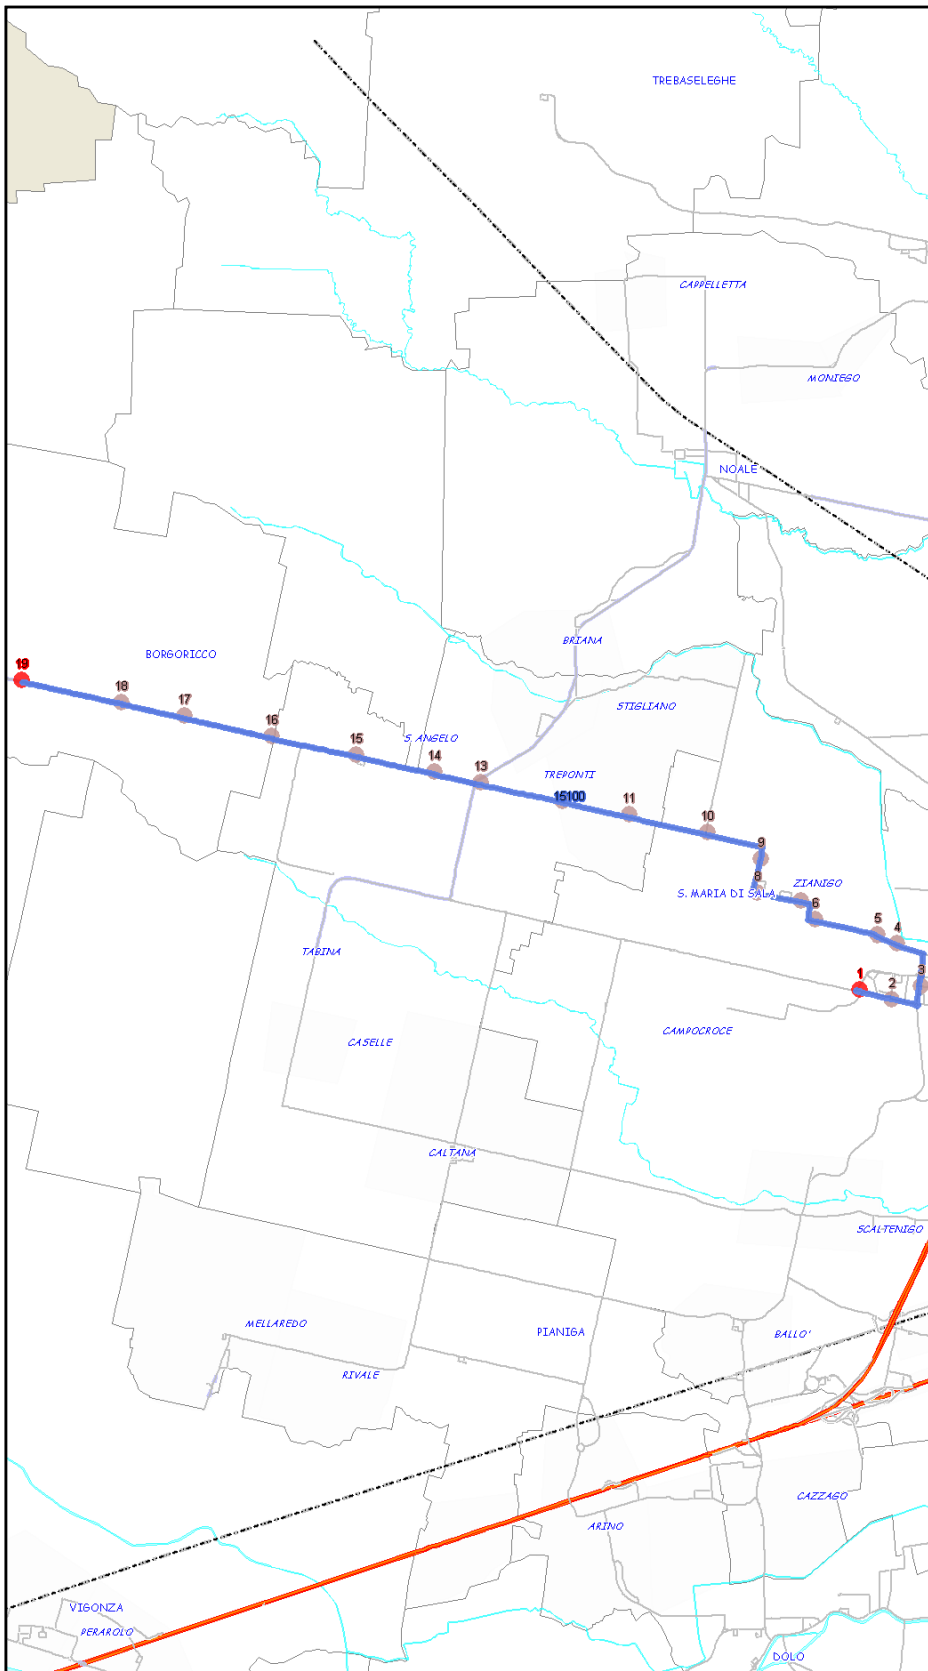 TREBASELEGHE
CAPPELLETTA
MONIEGO
NOALE
BRIANA
BORGORICCO
19
18
17
STIGLIANO
16
15
S. ANGELO
14
13
TREPONTI
15100
11
10
9
8
S. MARIA DI SALA
ZIANIGO
6
5
4
TABINA
1
2
3
CAMPOCROCE
CASELLE
CALTANA
SCALTENIGO
MELLAREDO
PIANIGA
BALLO'
RIVALE
CAZZAGO
ARINO
VIGONZA
PERAROLO
DOLO